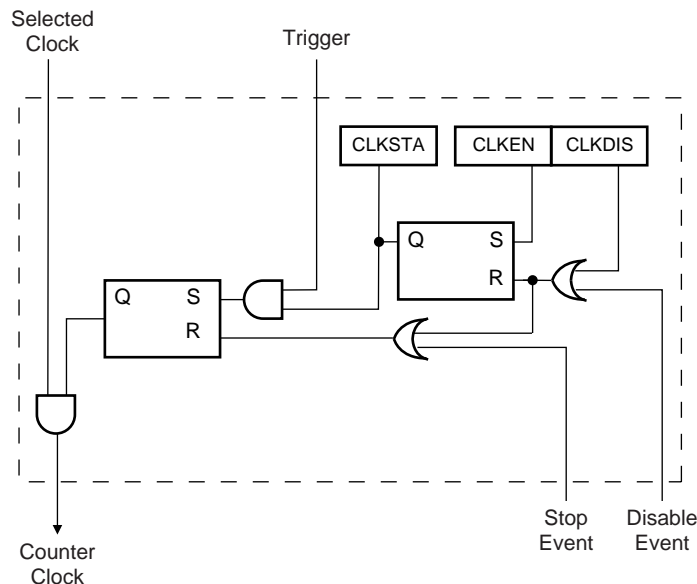 Selected
Clock
Trigger
CLKSTA
CLKEN
CLKDIS
Q
S
R
Q
S
R
Stop
Event
Disable
Event
Counter
Clock